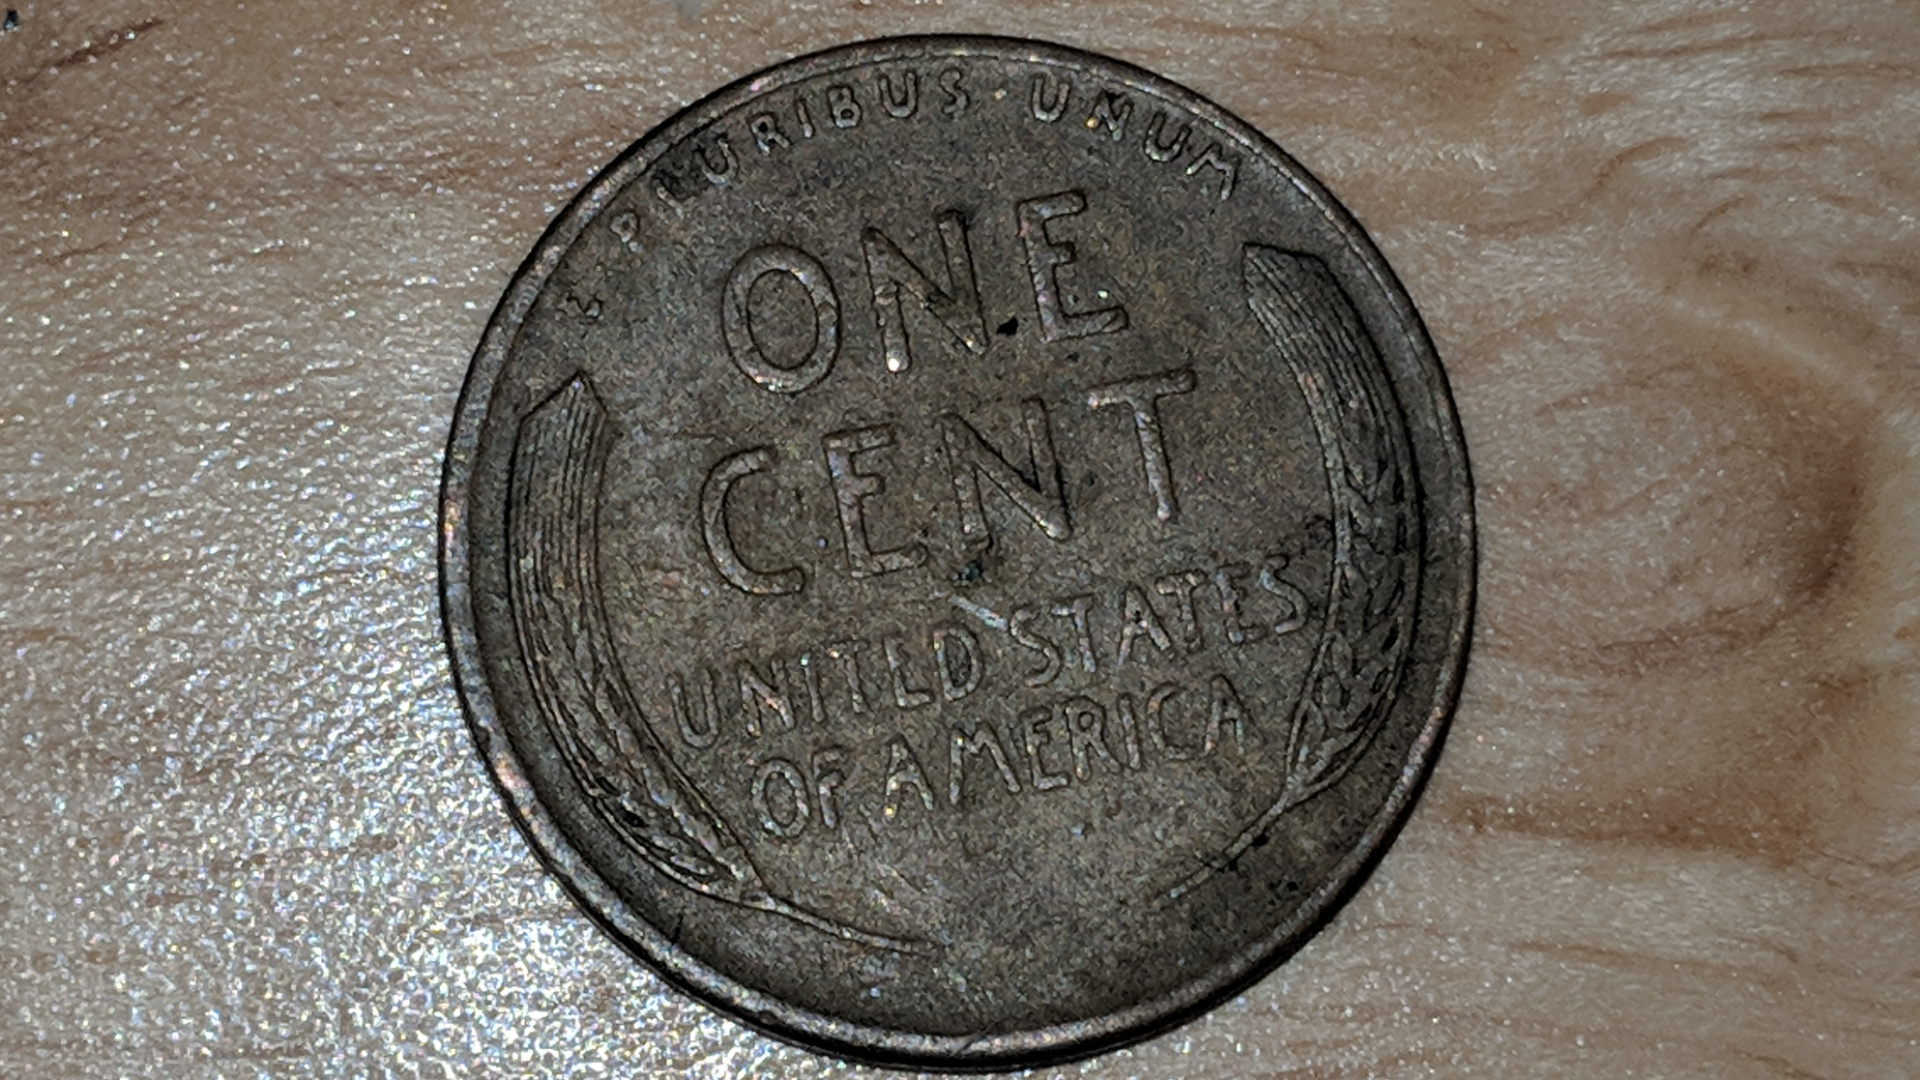 E PLURIBUS · UNUM
ONE
CENT
UNITED STATES
OF AMERICA